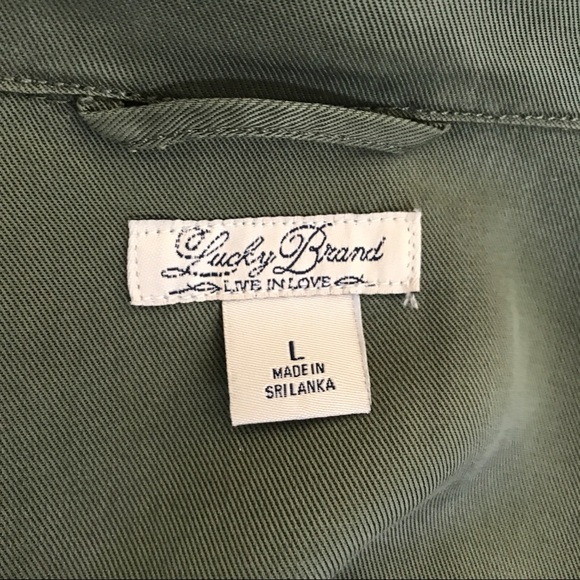 Lucky Brand
LIVE IN LOVE
L
MADE IN
SRI LANKA